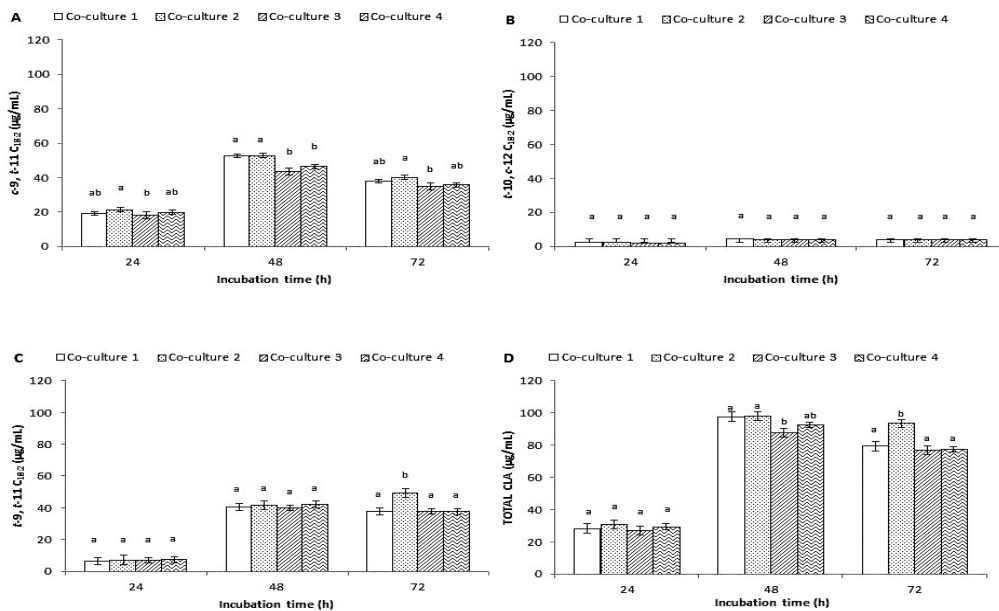 A
Co-culture 1 Co-culture 2 Co-culture 3 Co-culture 4
c-9, t-11 C18:2 (µg/mL)
120
100
80
60
40
20
0
ab a b ab
a a b b
ab a b ab
24 48 72
Incubation time (h)
B
Co-culture 1 Co-culture 2 Co-culture 3 Co-culture 4
t-10, c-12 C18:2 (µg/mL)
120
100
80
60
40
20
0
a a a a
a a a a
a a a a
24 48 72
Incubation time (h)
C
Co-culture 1 Co-culture 2 Co-culture 3 Co-culture 4
t-9, t-11 C18:2 (µg/mL)
120
100
80
60
40
20
0
a a a a
a a a a
a b a a
24 48 72
Incubation time (h)
D
Co-culture 1 Co-culture 2 Co-culture 3 Co-culture 4
TOTAL CLA (µg/mL)
120
100
80
60
40
20
0
a a a a
a a b ab
a b a a
24 48 72
Incubation time (h)